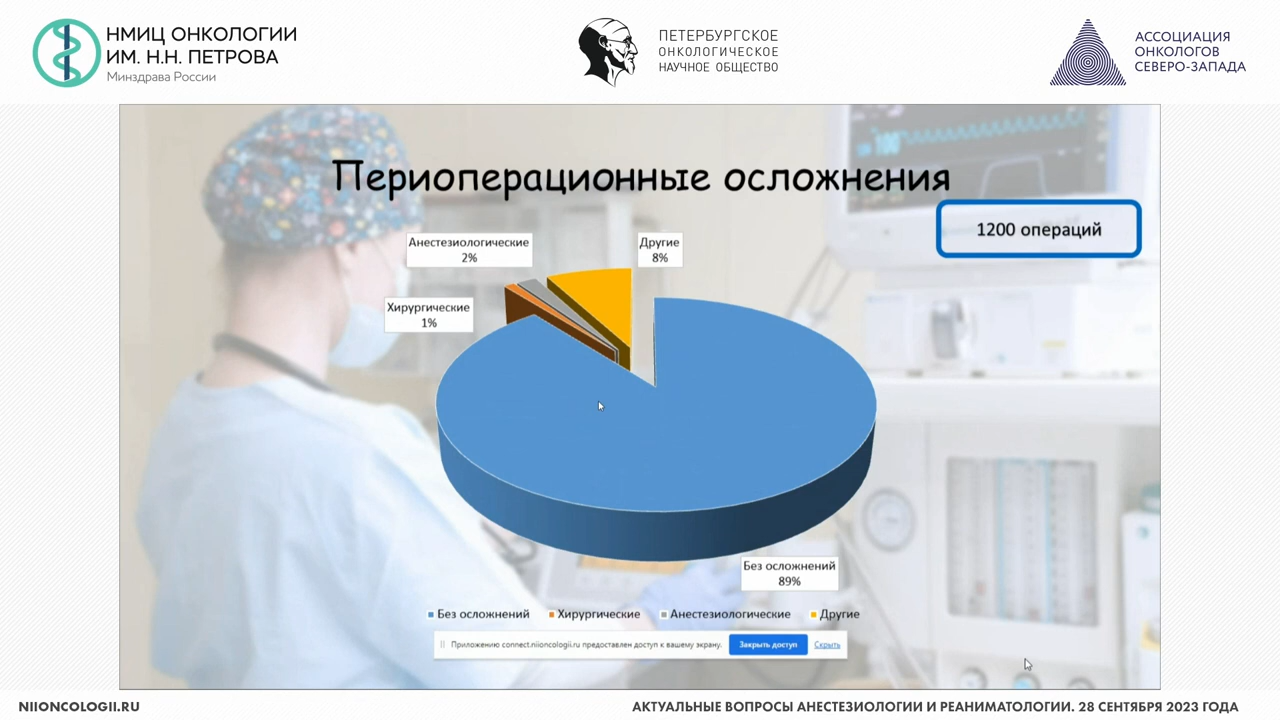 НМИЦ ОНКОЛОГИИ
ИМ. Н.Н. ПЕТРОВА
Минздрава России
ПЕТЕРБУРГСКОЕ
ОНКОЛОГИЧЕСКОЕ
НАУЧНОЕ ОБЩЕСТВО
АССОЦИАЦИЯ
ОНКОЛОГОВ
СЕВЕРО-ЗАПАДА
Периоперационные осложнения
1200 операций
Анестезиологические
2%
Другие
8%
Хирургические
1%
Без осложнений
89%
Без осложнений
Хирургические
Анестезиологические
Другие
Приложению connect.niioncologii.ru предоставлен доступ к вашему экрану.
Закрыть доступ
Скрыть
NIIONCOLOGII.RU
АКТУАЛЬНЫЕ ВОПРОСЫ АНЕСТЕЗИОЛОГИИ И РЕАНИМАТОЛОГИИ. 28 СЕНТЯБРЯ 2023 ГОДА